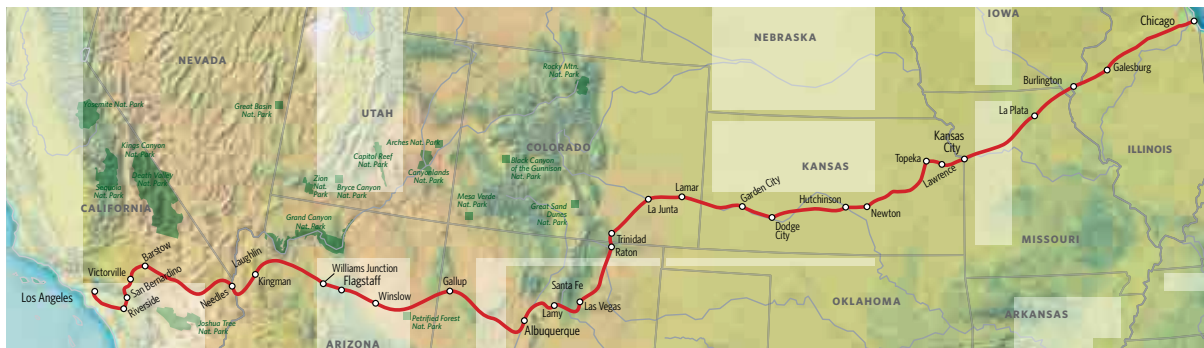 IOWA
Chicago
NEBRASKA
NEVADA
Rocky Mtn.
Nat. Park
Galesburg
Burlington
Yosemite Nat. Park
Great Basin
Nat. Park
UTAH
La Plata
Kings Canyon
Nat. Park
Arches Nat. Park
COLORADO
Kansas
City
ILLINOIS
Capitol Reef
Nat. Park
Canyonlands
Nat. Park
Black Canyon
of the Gunnison
Nat. Park
KANSAS
Topeka
Lawrence
Death Valley
Nat. Park
Sequoia
Nat. Park
Zion
Nat.
Park
Bryce Canyon
Nat. Park
Mesa Verde
Nat. Park
Great Sand
Dunes
Nat. Park
Lamar
La Junta
Garden City
Dodge
City
Hutchinson
Newton
CALIFORNIA
Grand Canyon
Nat. Park
Trinidad
Raton
MISSOURI
Barstow
Victorville
San Bernardino
Riverside
Los Angeles
Laughlin
Needles
Kingman
Williams Junction
Flagstaff
Winslow
Gallup
Santa Fe
Las Vegas
Lamy
Albuquerque
OKLAHOMA
ARKANSAS
Joshua Tree
Nat. Park
Petrified Forest
Nat. Park
ARIZONA